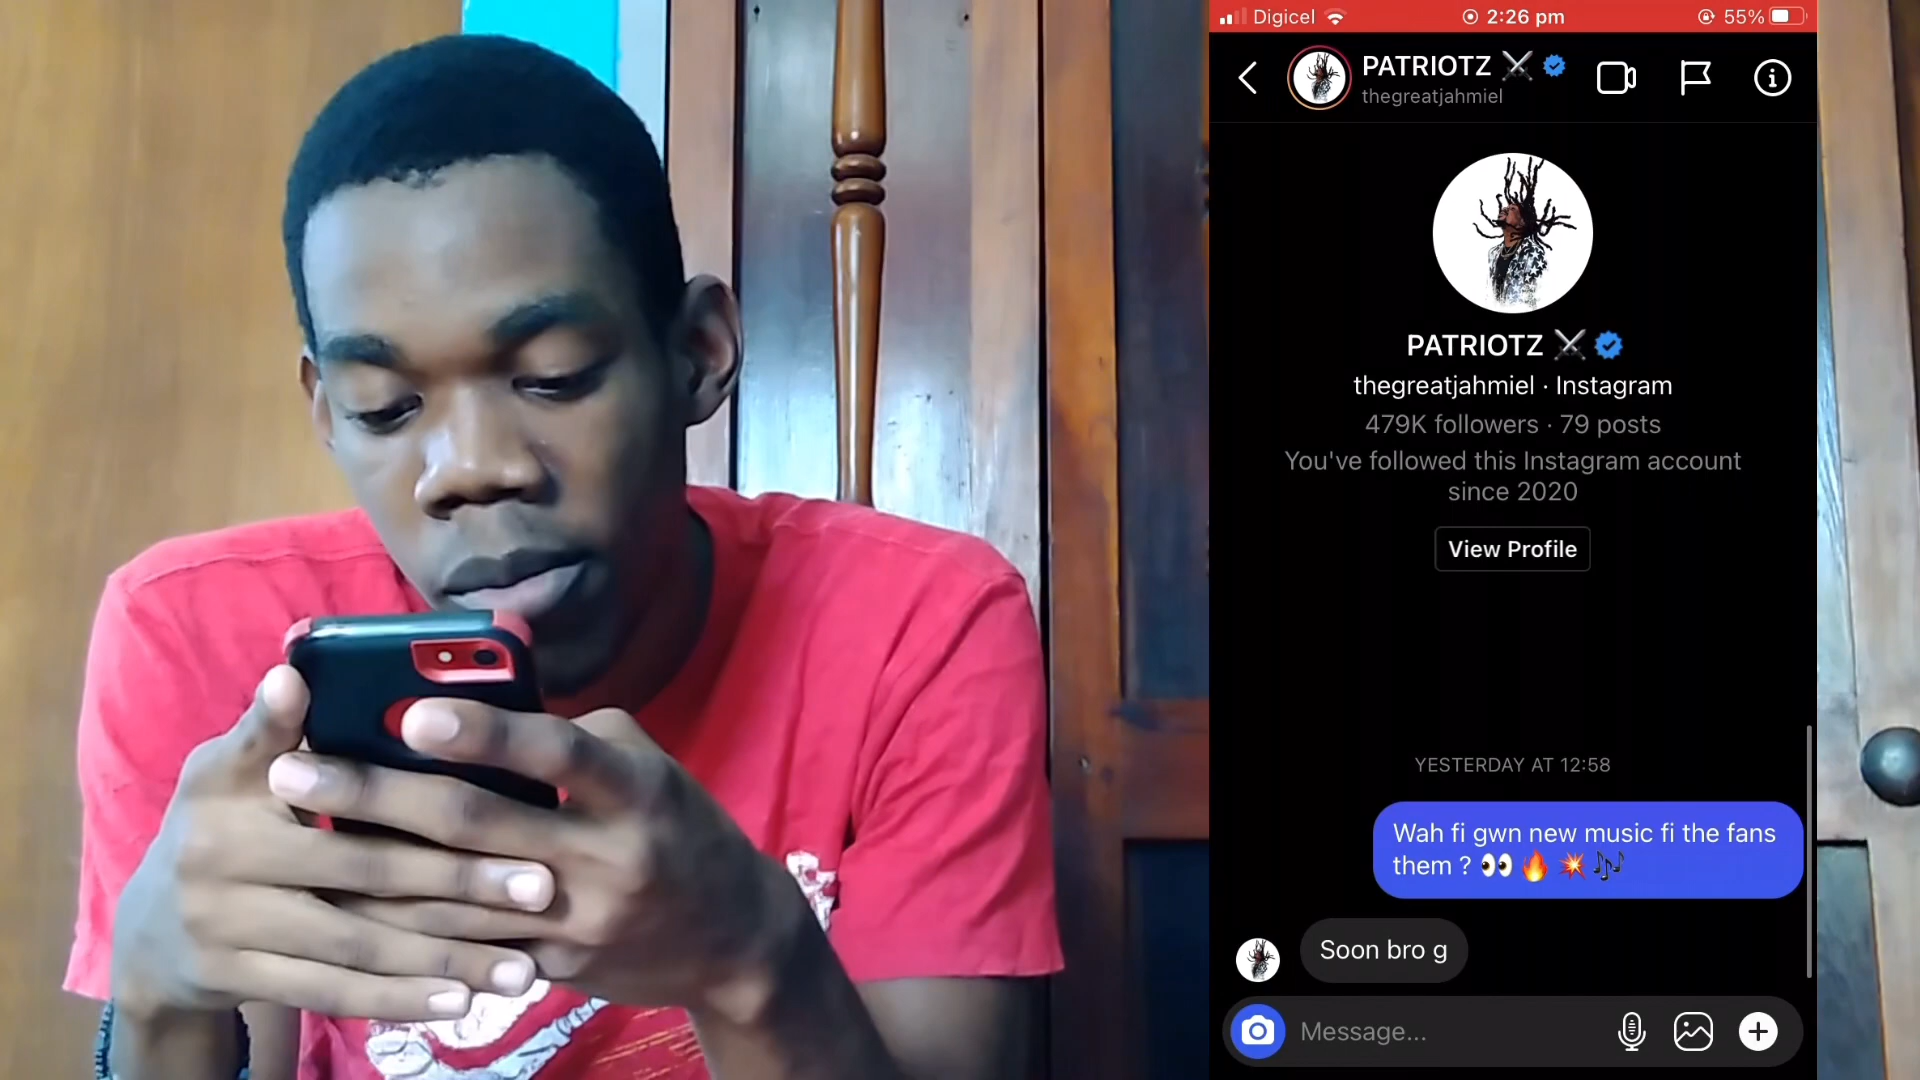 Digicel 2:26 pm 55%
PATRIOTZ ⚔️
thegreatjahmiel
PATRIOTZ ⚔️
thegreatjahmiel · Instagram
479K followers · 79 posts
You've followed this Instagram account
since 2020
View Profile
YESTERDAY AT 12:58
Wah fi gwn new music fi the fans
them ? 👀 🔥 💥 🎶
Soon bro g
Message...